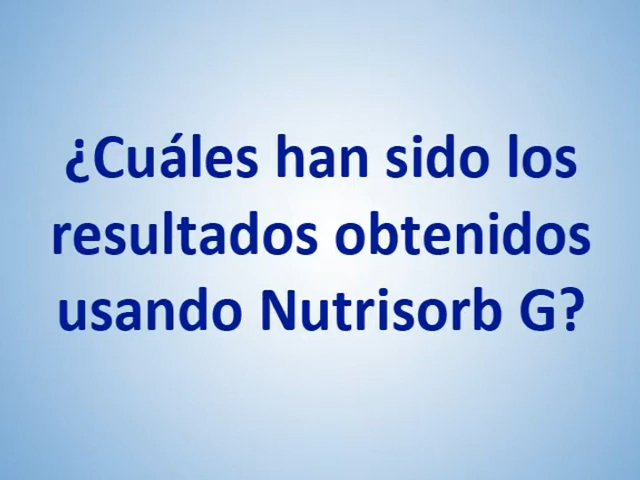 ¿Cuáles han sido los
resultados obtenidos
usando Nutrisorb G?